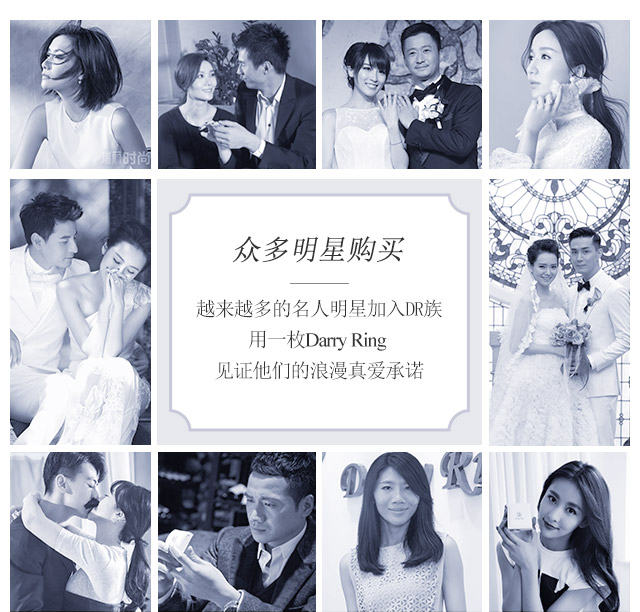 时尚
众多明星购买
越来越多的名人明星加入DR族
用一枚Darry Ring
见证他们的浪漫真爱承诺
D R